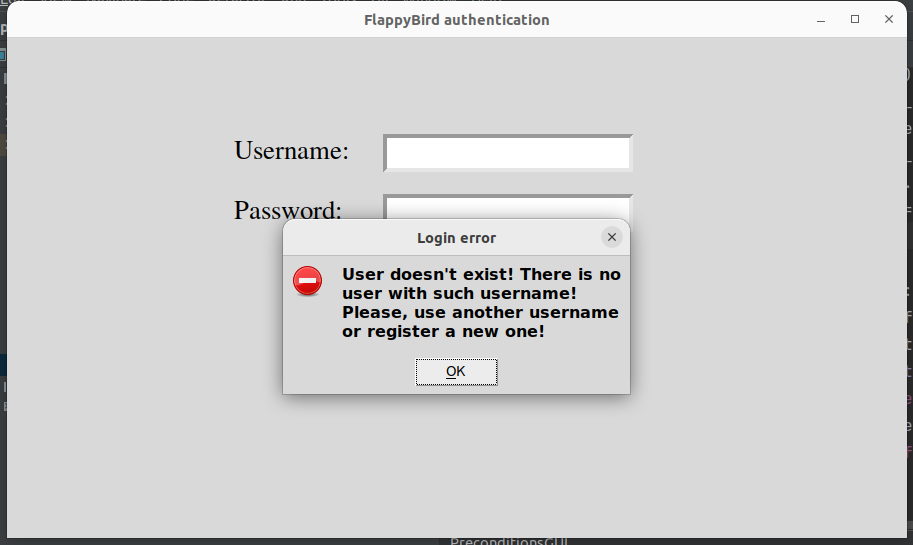 FlappyBird authentication
Username:
Password:
Login error
User doesn't exist! There is no
user with such username!
Please, use another username
or register a new one!
OK
PreconditionsGUI